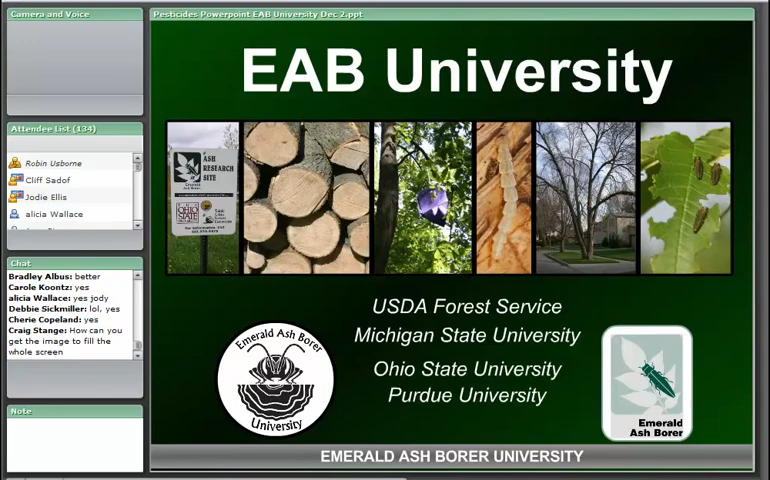 Camera and Voice
Attendee List (134)
Robin Usborne
Cliff Sadof
Jodie Ellis
alicia Wallace
Chat
Bradley Albus: better
Carole Koontz: yes
alicia Wallace: yes jody
Debbie Sickmiller: lol, yes
Cherie Copeland: yes
Craig Stange: How can you
get the image to fill the
whole screen
Note
Pesticides Powerpoint EAB University Dec 2.ppt
EAB University
ASH
RESEARCH
SITE
OHIO
STATE
USDA Forest Service
Michigan State University
Ohio State University
Purdue University
Emerald Ash Borer
University
Emerald
Ash Borer
EMERALD ASH BORER UNIVERSITY